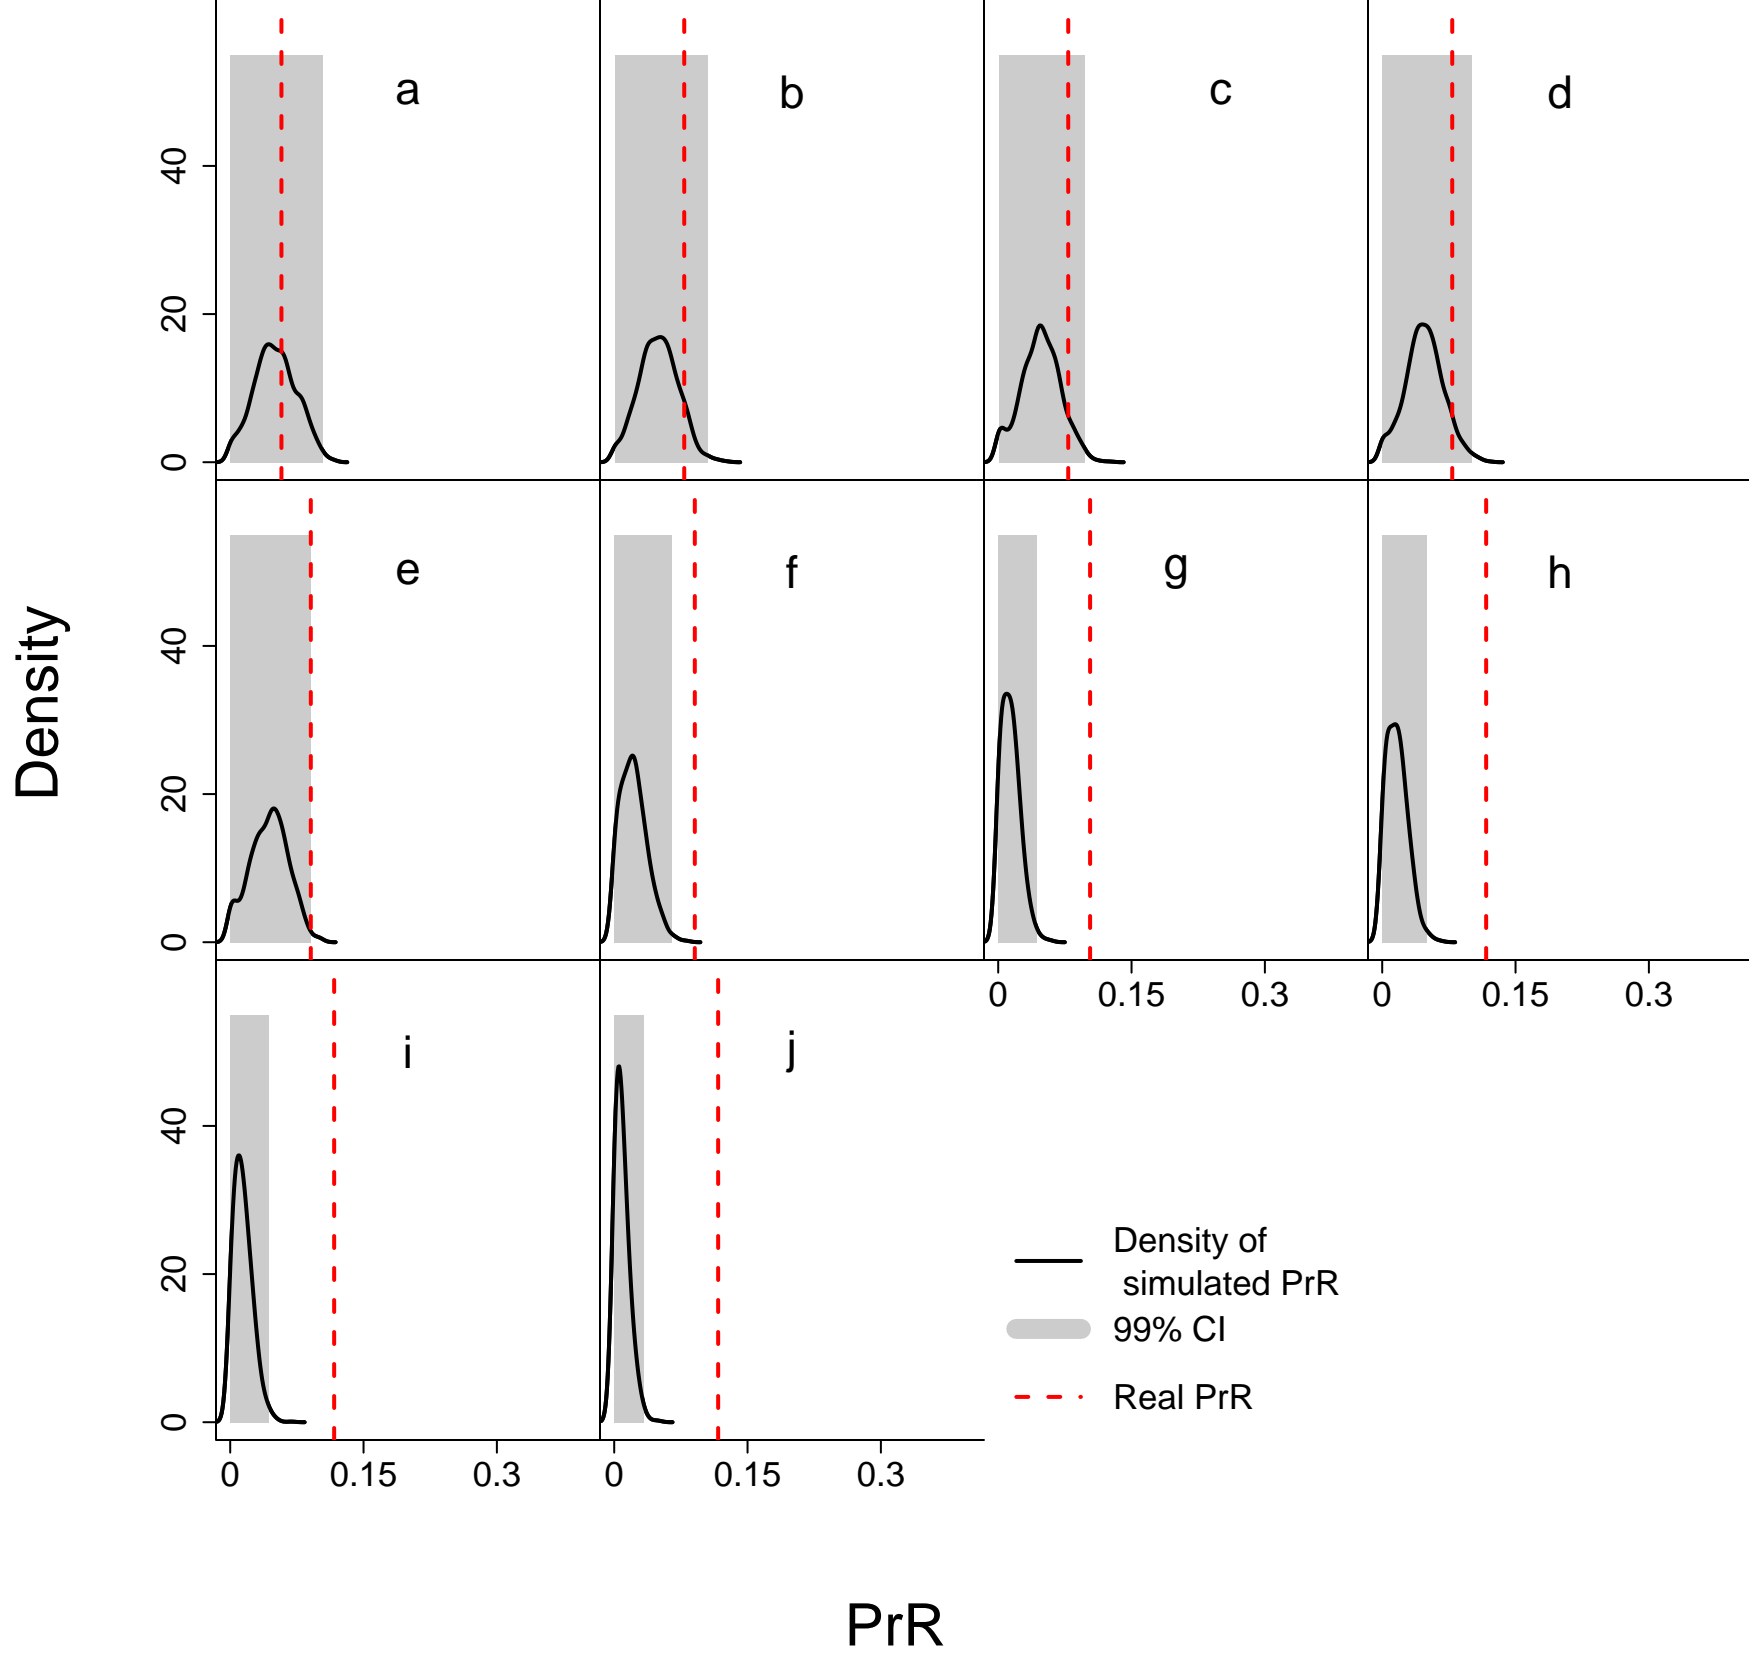 a
b
c
d
0 20 40
e
f
g
h
0 20 40
Density
0 0.15 0.3
0 0.15 0.3
i
j
0 20 40
0 0.15 0.3
0 0.15 0.3
Density of
simulated PrR
99% CI
Real PrR
PrR